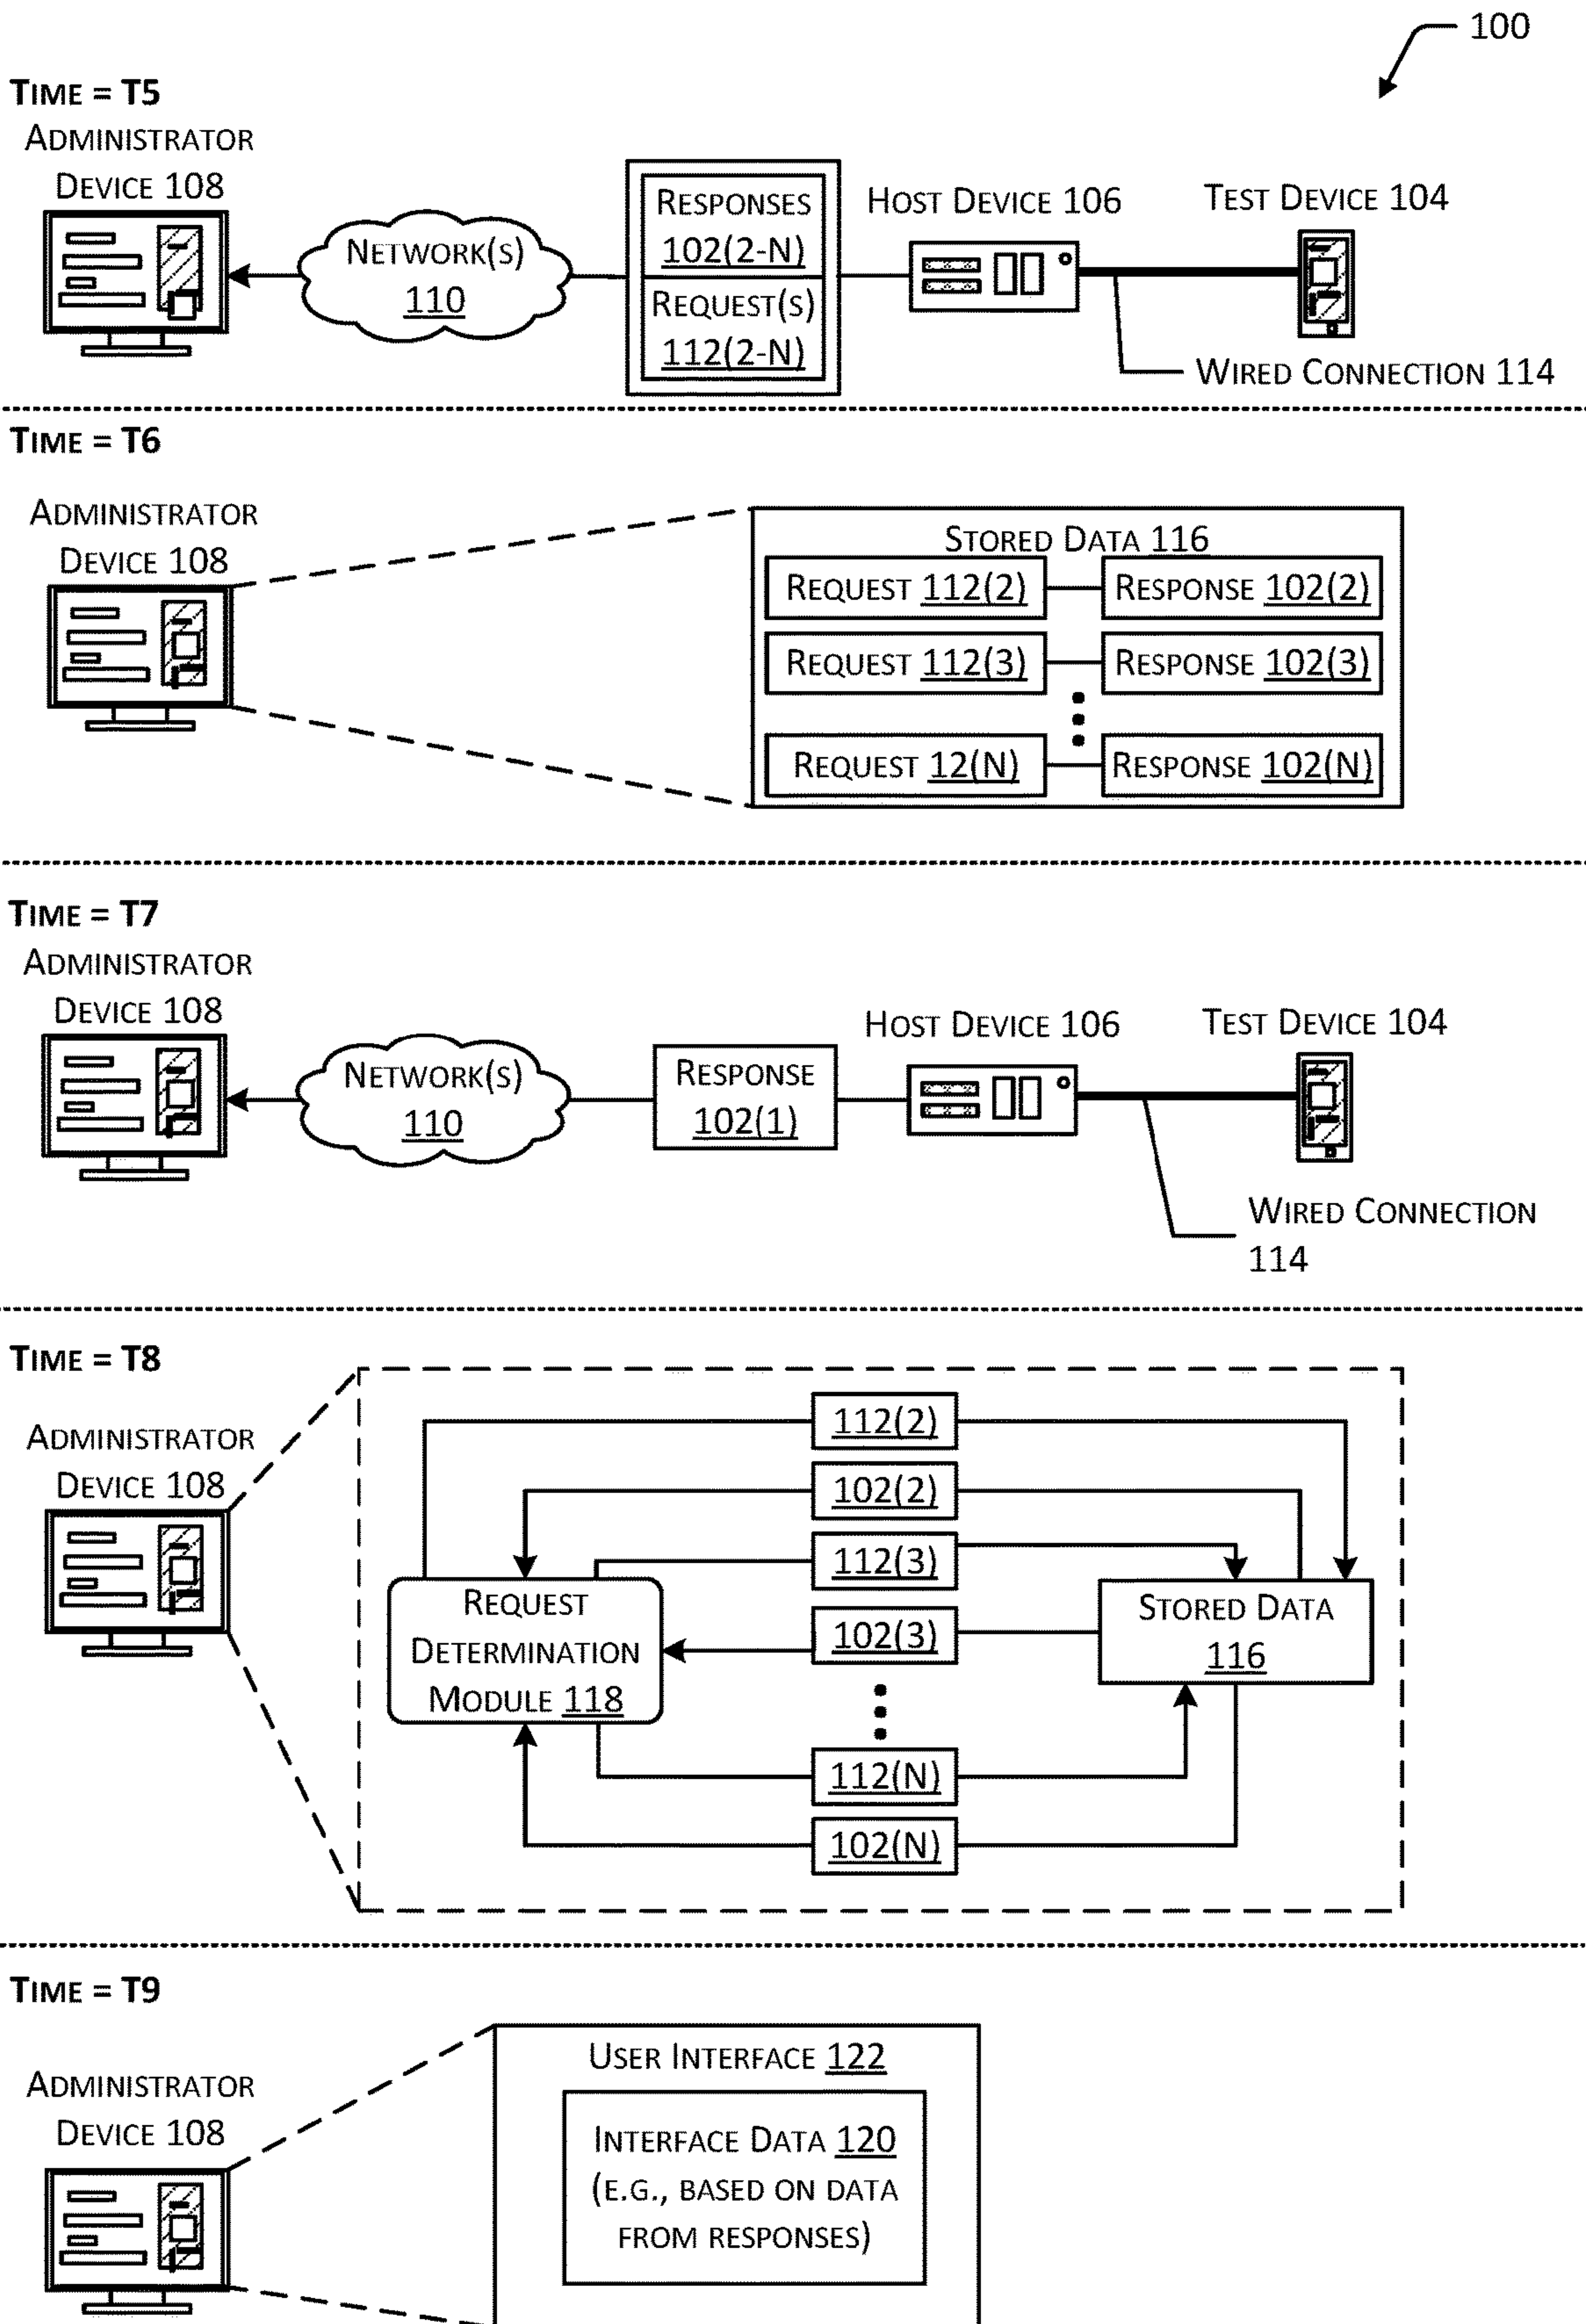 100
TIME = T5
ADMINISTRATOR
DEVICE 108
NETWORK(S)
110
RESPONSES
102(2-N)
REQUEST(S)
112(2-N)
HOST DEVICE 106
TEST DEVICE 104
WIRED CONNECTION 114
TIME = T6
ADMINISTRATOR
DEVICE 108
STORED DATA 116
REQUEST 112(2)
RESPONSE 102(2)
REQUEST 112(3)
RESPONSE 102(3)
REQUEST 12(N)
RESPONSE 102(N)
TIME = T7
ADMINISTRATOR
DEVICE 108
NETWORK(S)
110
RESPONSE
102(1)
HOST DEVICE 106
TEST DEVICE 104
WIRED CONNECTION
114
TIME = T8
ADMINISTRATOR
DEVICE 108
112(2)
102(2)
112(3)
102(3)
112(N)
102(N)
REQUEST
DETERMINATION
MODULE 118
STORED DATA
116
TIME = T9
ADMINISTRATOR
DEVICE 108
USER INTERFACE 122
INTERFACE DATA 120
(E.G., BASED ON DATA
FROM RESPONSES)